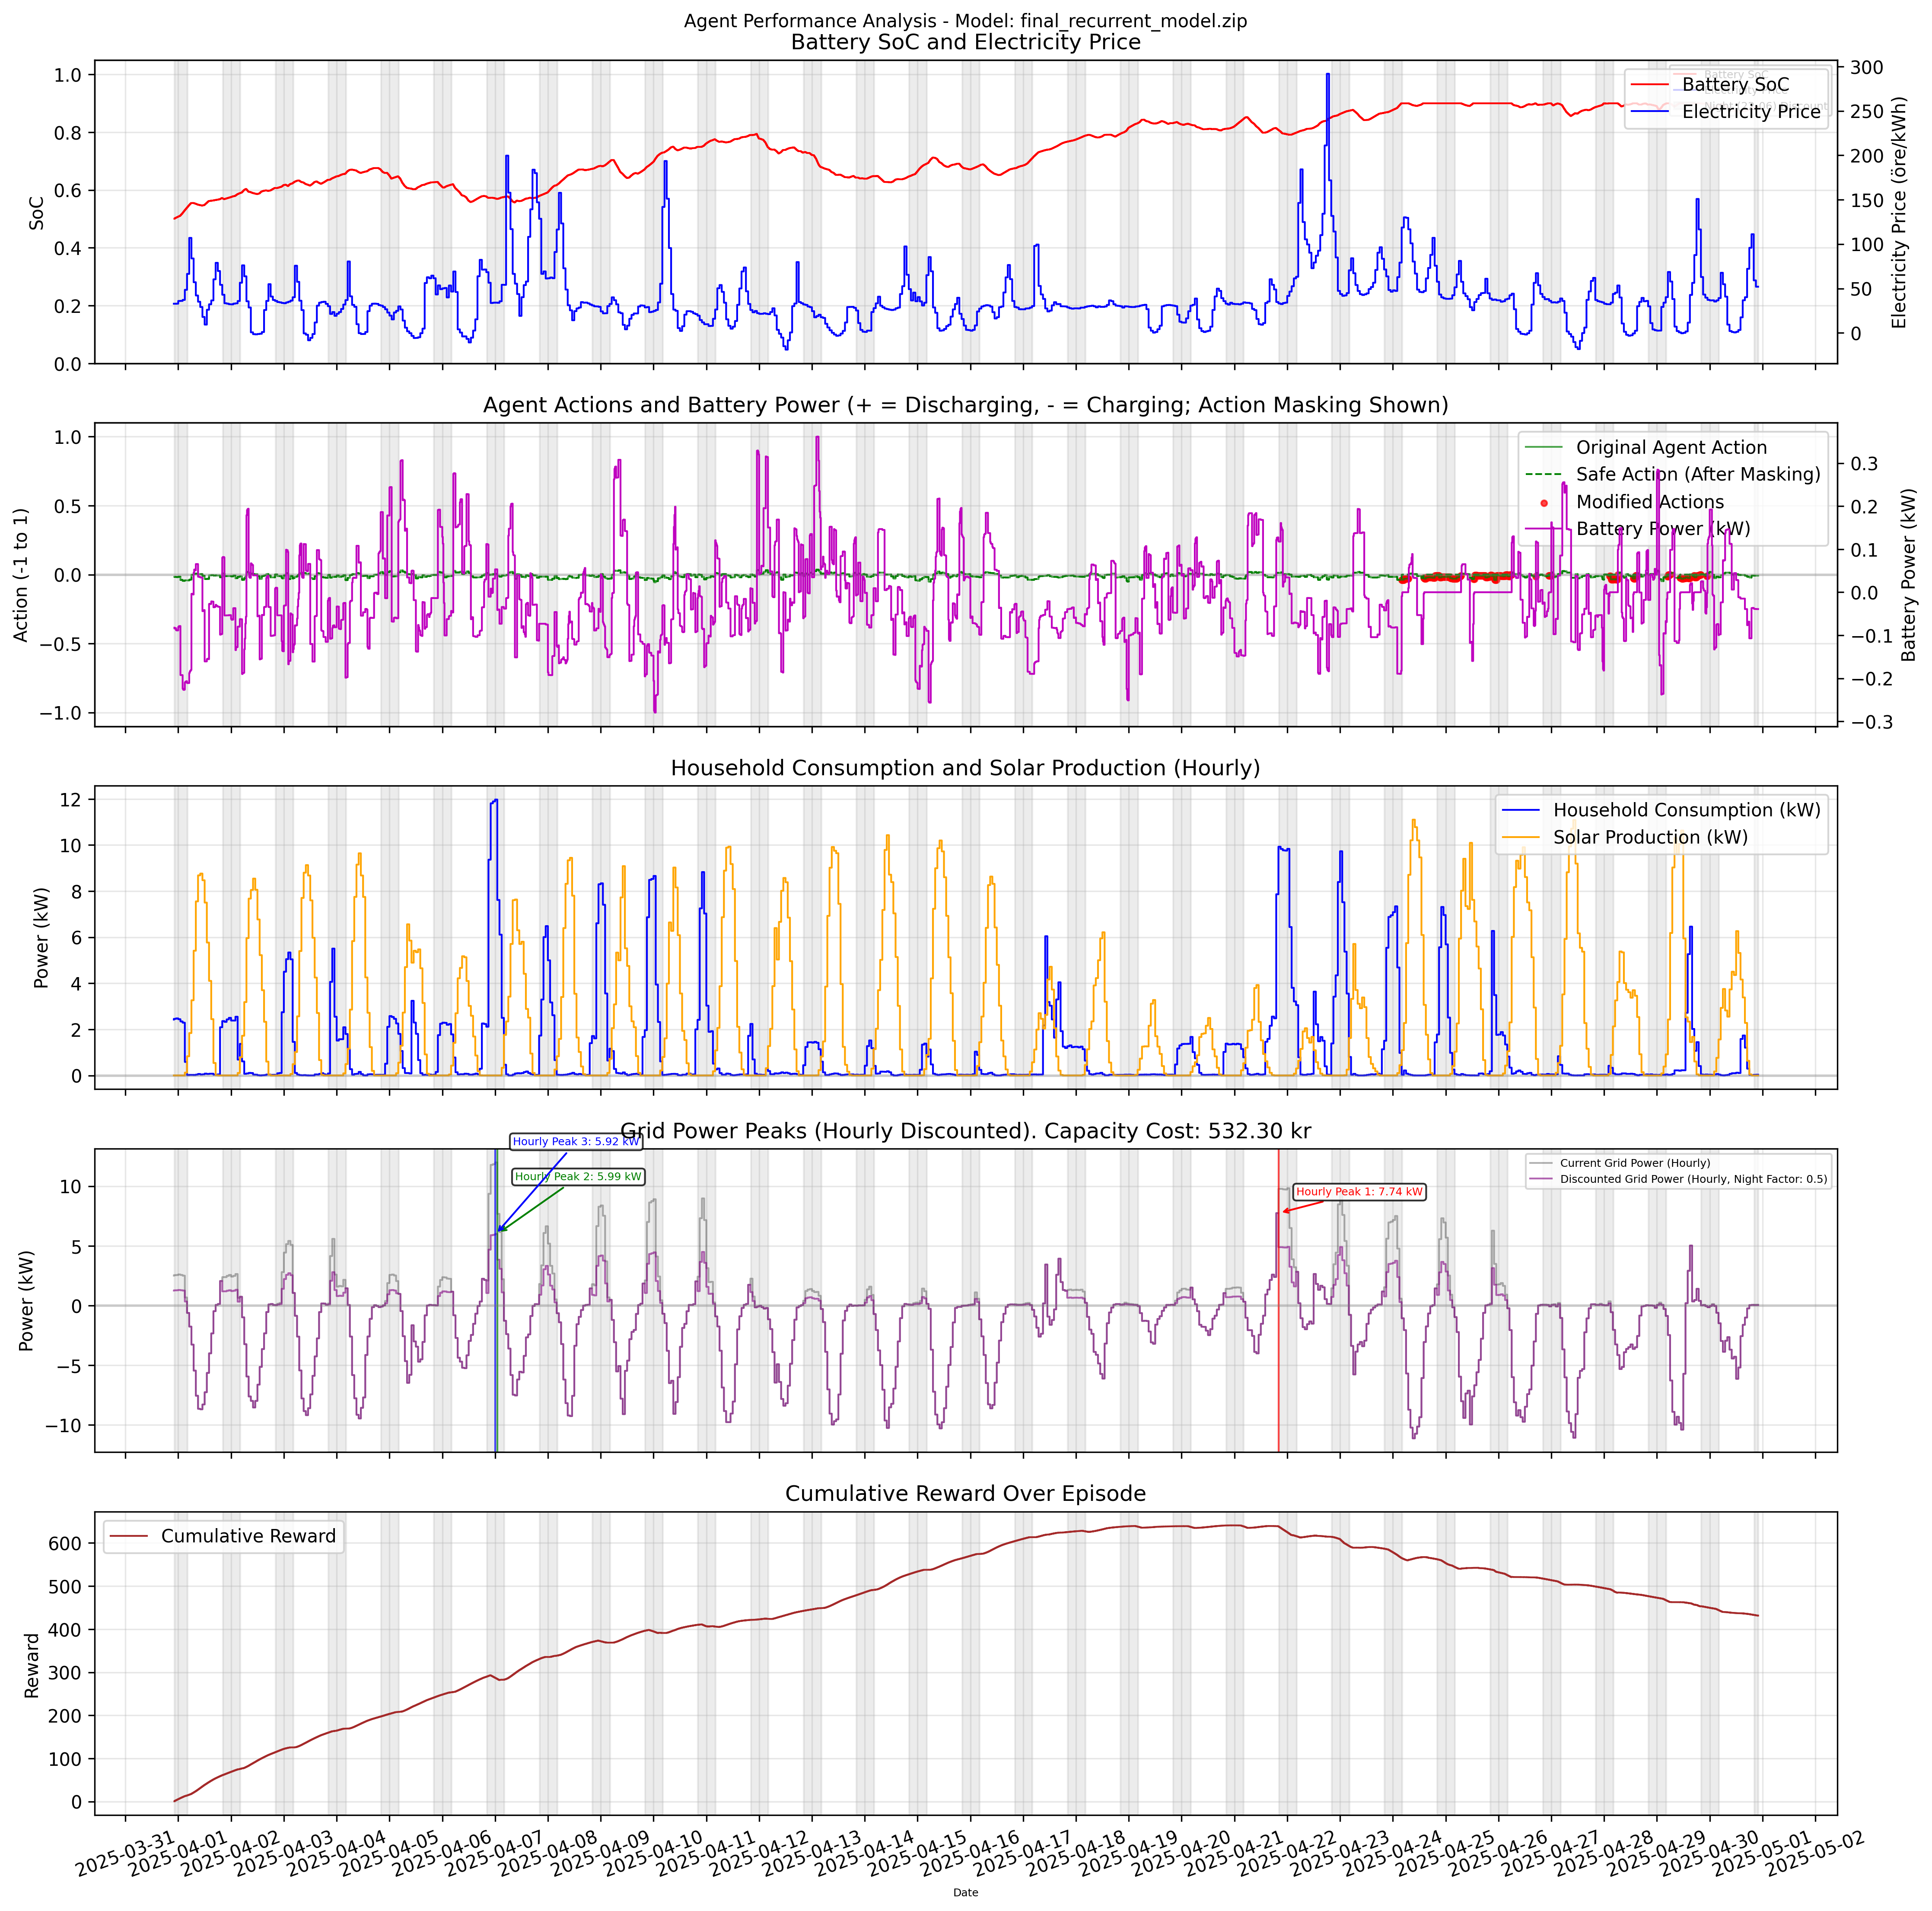 Agent Performance Analysis - Model: final_recurrent_model.zip
Battery SoC and Electricity Price
1.0
0.8
0.6
0.4
0.2
0.0
SoC
300
250
200
150
100
50
0
Electricity Price (öre/kWh)
Battery SoC
Electricity Price
Agent Actions and Battery Power (+ = Discharging, - = Charging; Action Masking Shown)
1.0
0.5
0.0
−0.5
−1.0
Action (-1 to 1)
0.3
0.2
0.1
0.0
−0.1
−0.2
−0.3
Battery Power (kW)
Original Agent Action
Safe Action (After Masking)
Modified Actions
Battery Power (kW)
Household Consumption and Solar Production (Hourly)
12
10
8
6
4
2
0
Power (kW)
Household Consumption (kW)
Solar Production (kW)
Grid Power Peaks (Hourly Discounted). Capacity Cost: 532.30 kr
Hourly Peak 3: 5.92 kW
Hourly Peak 2: 5.99 kW
Hourly Peak 1: 7.74 kW
10
5
0
−5
−10
Power (kW)
Current Grid Power (Hourly)
Discounted Grid Power (Hourly, Night Factor: 0.5)
Cumulative Reward Over Episode
Cumulative Reward
600
500
400
300
200
100
0
Reward
2025-03-31
2025-04-01
2025-04-02
2025-04-03
2025-04-04
2025-04-05
2025-04-06
2025-04-07
2025-04-08
2025-04-09
2025-04-10
2025-04-11
2025-04-12
2025-04-13
2025-04-14
2025-04-15
2025-04-16
2025-04-17
2025-04-18
2025-04-19
2025-04-20
2025-04-21
2025-04-22
2025-04-23
2025-04-24
2025-04-25
2025-04-26
2025-04-27
2025-04-28
2025-04-29
2025-04-30
2025-05-01
2025-05-02
Date